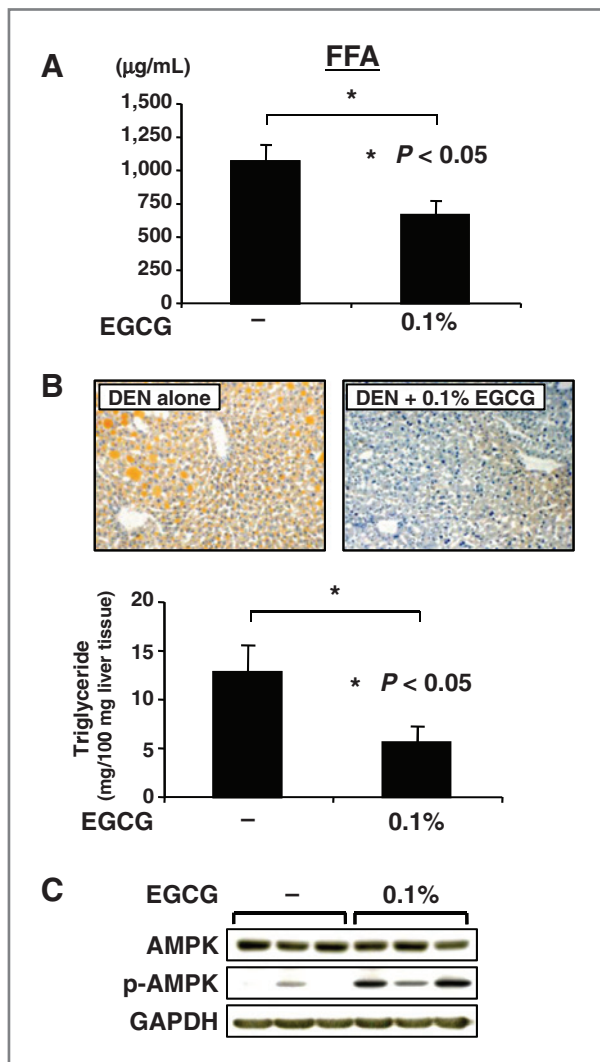 A
(µg/mL)
FFA
1,500
1,250
1,000
750
500
250
0
*
* P < 0.05
EGCG – 0.1%
B
DEN alone
DEN + 0.1% EGCG
Triglyceride
(mg/100 mg liver tissue)
20
15
10
5
0
*
* P < 0.05
EGCG – 0.1%
C
EGCG – 0.1%
AMPK
p-AMPK
GAPDH